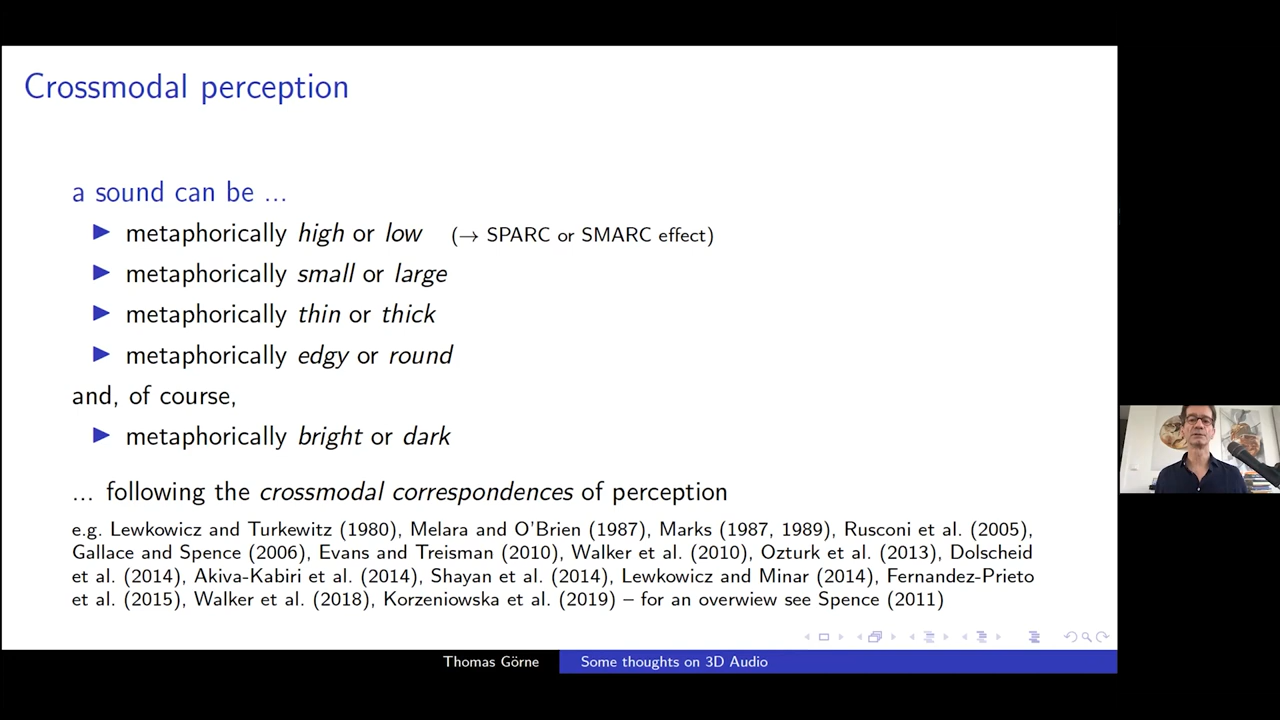 Crossmodal perception
a sound can be ...
▶ metaphorically high or low (→ SPARC or SMARC effect)
▶ metaphorically small or large
▶ metaphorically thin or thick
▶ metaphorically edgy or round
and, of course,
▶ metaphorically bright or dark
... following the crossmodal correspondences of perception
e.g. Lewkowicz and Turkewitz (1980), Melara and O'Brien (1987), Marks (1987, 1989), Rusconi et al. (2005),
Gallace and Spence (2006), Evans and Treisman (2010), Walker et al. (2010), Ozturk et al. (2013), Dolscheid
et al. (2014), Akiva-Kabiri et al. (2014), Shayan et al. (2014), Lewkowicz and Minar (2014), Fernandez-Prieto
et al. (2015), Walker et al. (2018), Korzeniowska et al. (2019) – for an overwiew see Spence (2011)
Thomas Görne Some thoughts on 3D Audio